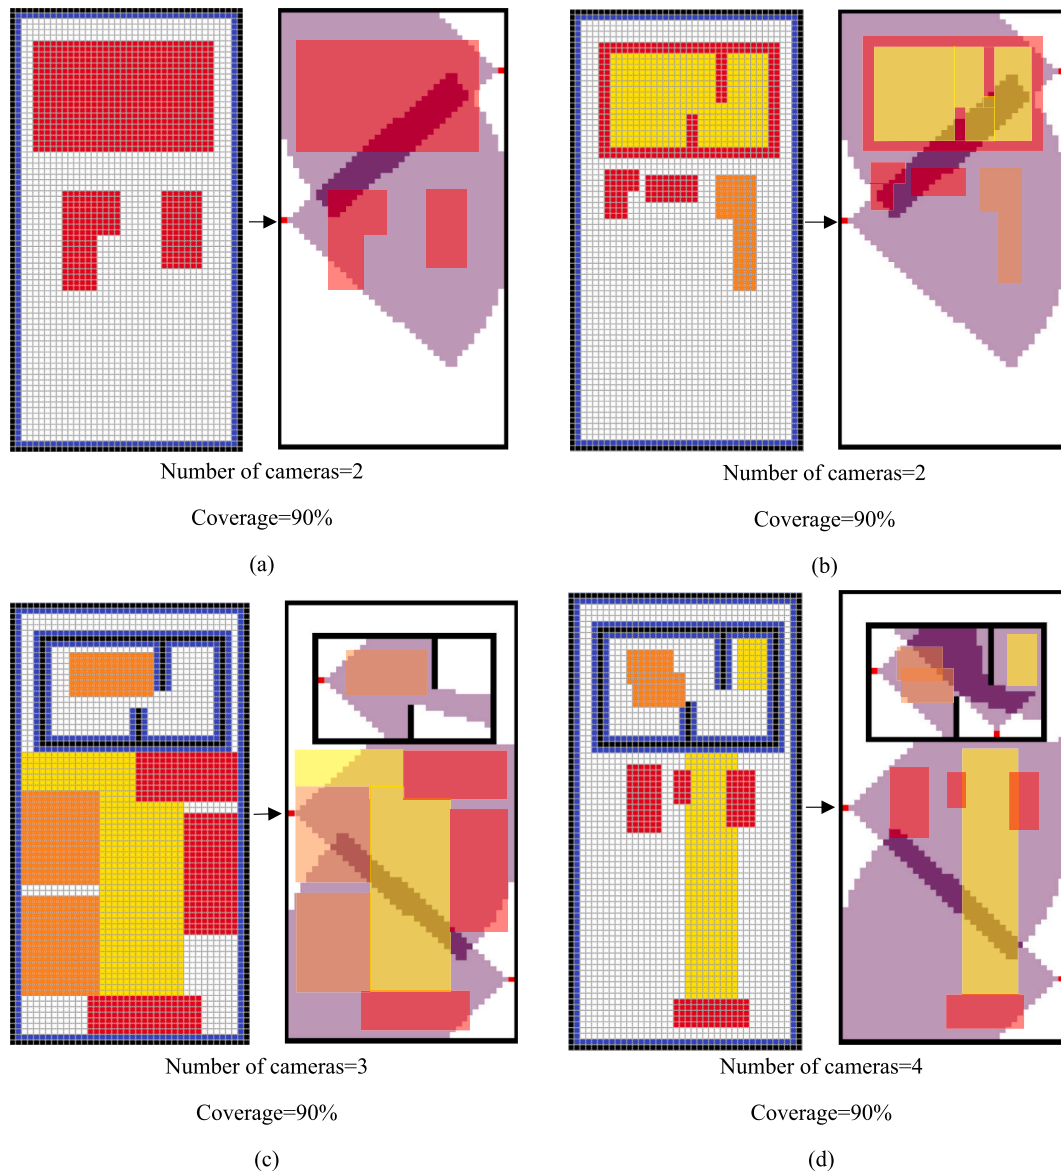 Number of cameras=2
Coverage=90%
(a)
Number of cameras=2
Coverage=90%
(b)
Number of cameras=3
Coverage=90%
(c)
Number of cameras=4
Coverage=90%
(d)